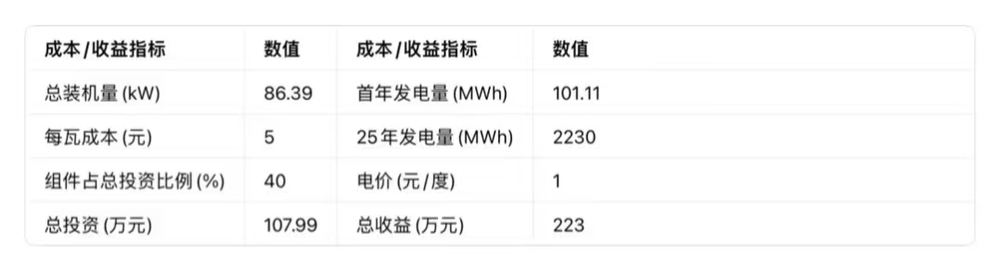 成本/收益指标 数值 成本/收益指标 数值
总装机量(kW) 86.39 首年发电量(MWh) 101.11
每瓦成本(元) 5 25年发电量(MWh) 2230
组件占总投资比例(%) 40 电价(元/度) 1
总投资(万元) 107.99 总收益(万元) 223